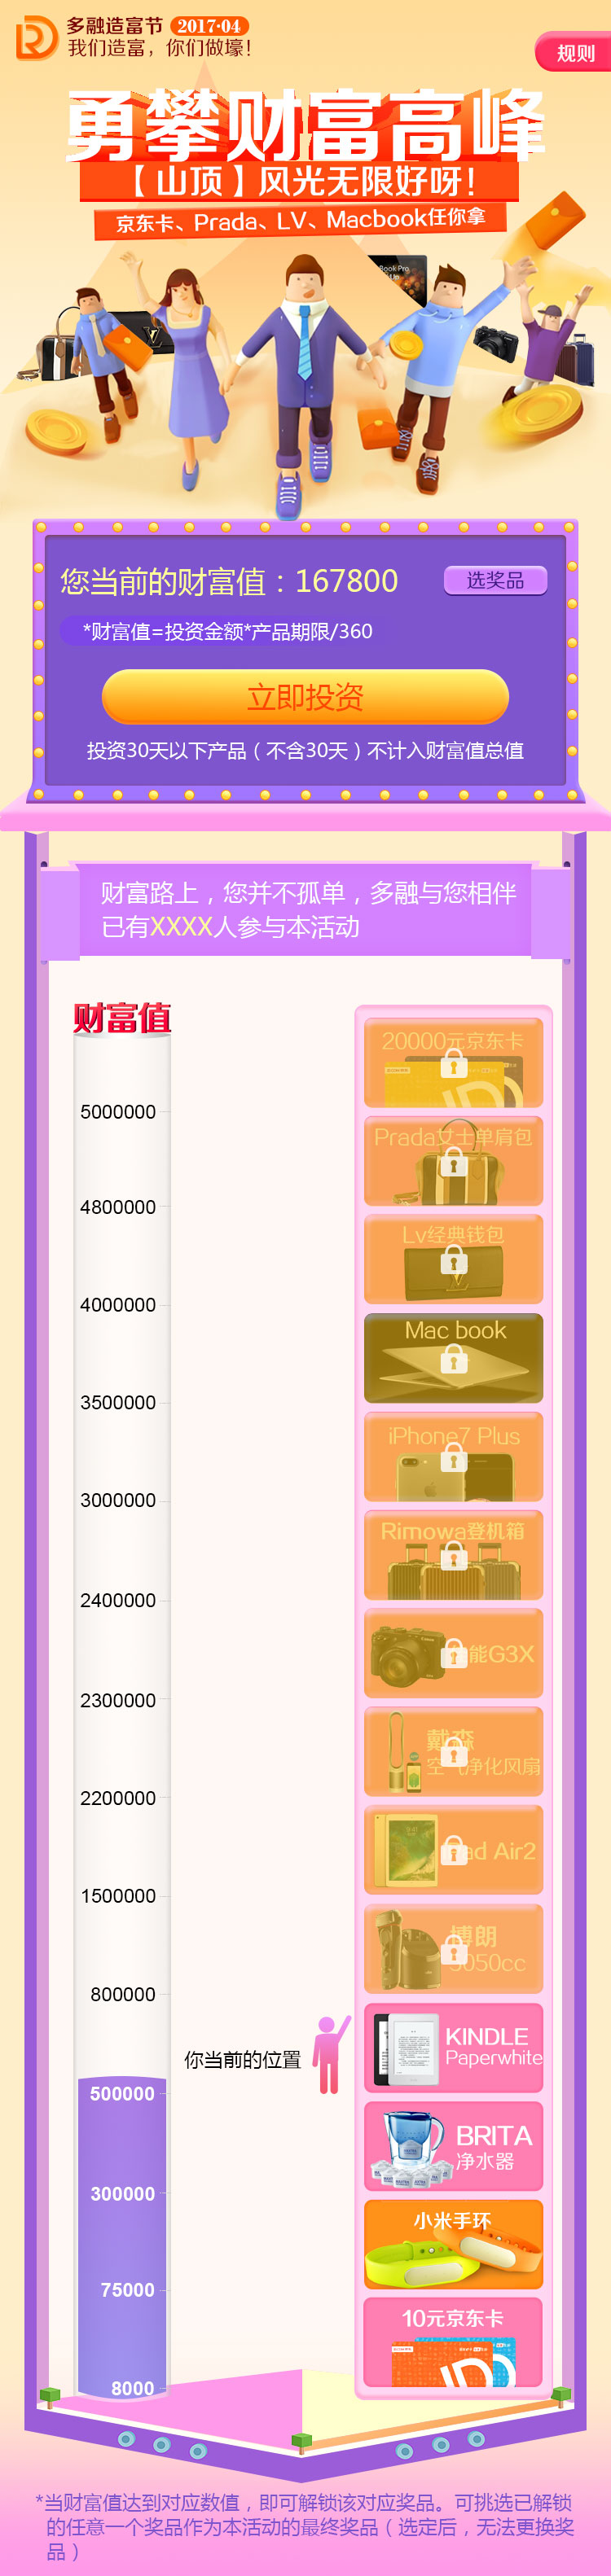 多融造富节 2017·04
我们造富，你们做壕！
规则
勇攀财富高峰
【山顶】风光无限好呀！
京东卡、Prada、LV、Macbook任你拿
Book Pro
您当前的财富值：167800
选奖品
*财富值=投资金额*产品期限/360
立即投资
投资30天以下产品（不含30天）不计入财富值总值
财富路上，您并不孤单，多融与您相伴
已有XXXX人参与本活动
财富值
20000元京东卡
5000000
Prada女士单肩包
4800000
Lv经典钱包
4000000
Mac book
3500000
iPhone7 Plus
3000000
Rimowa登机箱
2400000
能G3X
2300000
戴森
空气净化风扇
2200000
ad Air2
1500000
博朗
5050cc
800000
KINDLE
Paperwhite
你当前的位置
500000
BRITA
净水器
300000
小米手环
75000
10元京东卡
8000
*当财富值达到对应数值，即可解锁该对应奖品。可挑选已解锁
的任意一个奖品作为本活动的最终奖品（选定后，无法更换奖
品）